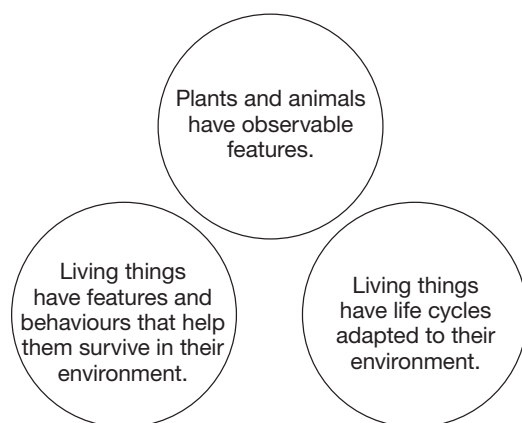 Plants and animals
have observable
features.
Living things
have features and
behaviours that help
them survive in their
environment.
Living things
have life cycles
adapted to their
environment.